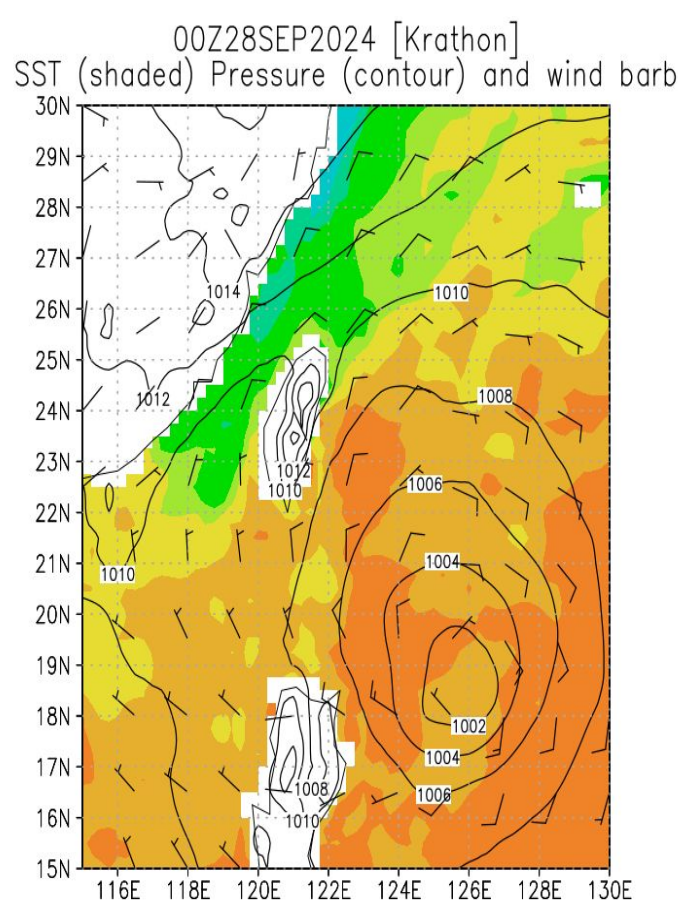 00Z28SEP2024 [Krathon]
SST (shaded) Pressure (contour) and wind barb
30N
29N
28N
27N
1014
26N
1010
25N
1012
24N
1008
23N
1012
1010
1006
22N
21N
1010
1004
20N
19N
18N
1002
17N
1004
1008
1006
16N
1010
15N
116E 118E 120E 122E 124E 126E 128E 130E